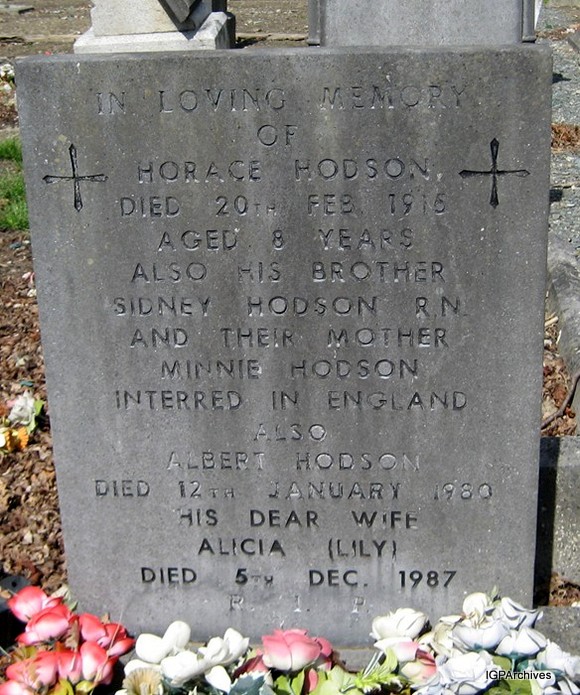 IN LOVING MEMORY
OF
HORACE HODSON
DIED 20TH FEB. 1915
AGED 8 YEARS
ALSO HIS BROTHER
SIDNEY HODSON R.N.
AND THEIR MOTHER
MINNIE HODSON
INTERRED IN ENGLAND
ALSO
ALBERT HODSON
DIED 12TH JANUARY 1980
HIS DEAR WIFE
ALICIA (LILY)
DIED 5TH DEC. 1987
R. I. P.
IGPArchives